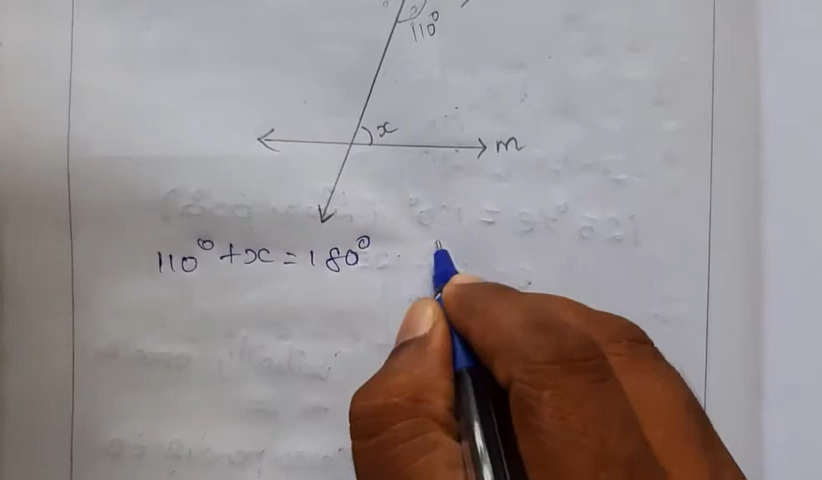 110°
x
m
110° + x = 180°